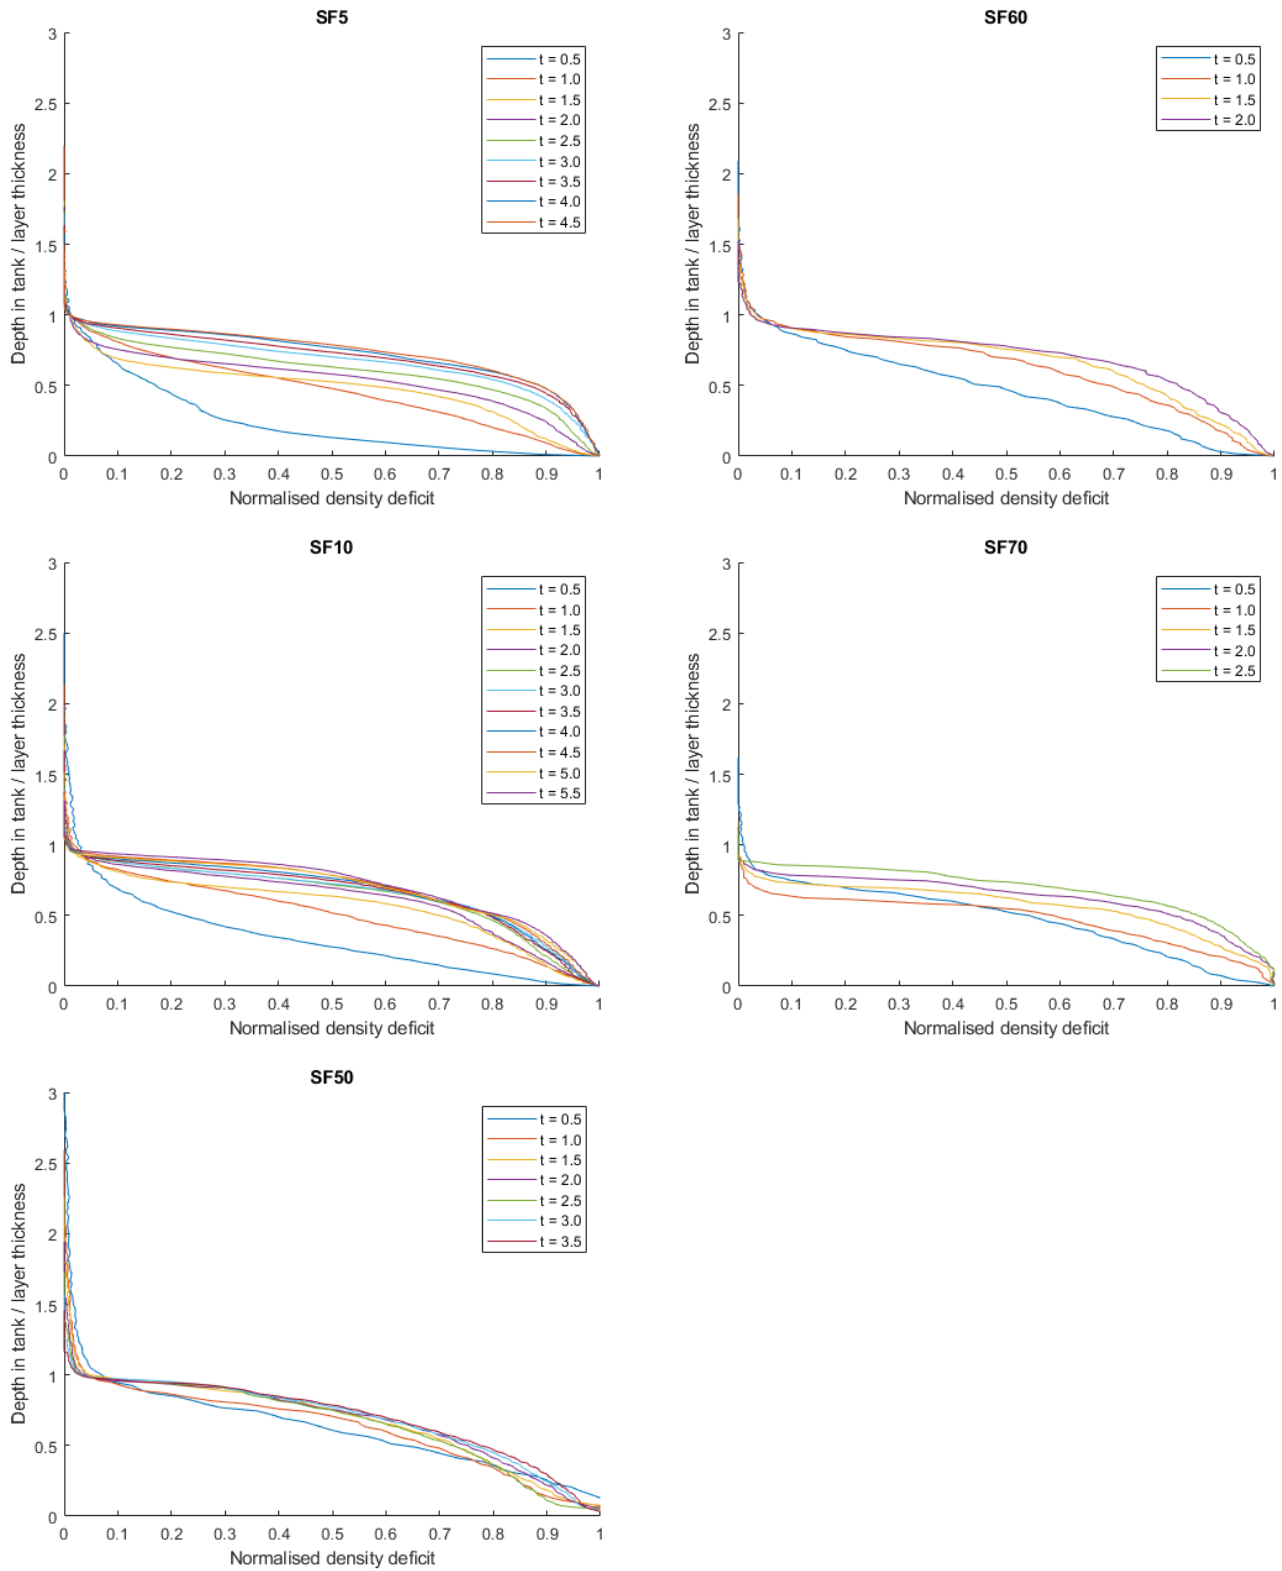 SF5
3
2.5
2
1.5
1
0.5
0
Depth in tank / layer thickness
t = 0.5
t = 1.0
t = 1.5
t = 2.0
t = 2.5
t = 3.0
t = 3.5
t = 4.0
t = 4.5
0 0.1 0.2 0.3 0.4 0.5 0.6 0.7 0.8 0.9 1
Normalised density deficit
SF60
3
2.5
2
1.5
1
0.5
0
Depth in tank / layer thickness
t = 0.5
t = 1.0
t = 1.5
t = 2.0
0 0.1 0.2 0.3 0.4 0.5 0.6 0.7 0.8 0.9 1
Normalised density deficit
SF10
3
2.5
2
1.5
1
0.5
0
Depth in tank / layer thickness
t = 0.5
t = 1.0
t = 1.5
t = 2.0
t = 2.5
t = 3.0
t = 3.5
t = 4.0
t = 4.5
t = 5.0
t = 5.5
0 0.1 0.2 0.3 0.4 0.5 0.6 0.7 0.8 0.9 1
Normalised density deficit
SF70
3
2.5
2
1.5
1
0.5
0
Depth in tank / layer thickness
t = 0.5
t = 1.0
t = 1.5
t = 2.0
t = 2.5
0 0.1 0.2 0.3 0.4 0.5 0.6 0.7 0.8 0.9 1
Normalised density deficit
SF50
3
2.5
2
1.5
1
0.5
0
Depth in tank / layer thickness
t = 0.5
t = 1.0
t = 1.5
t = 2.0
t = 2.5
t = 3.0
t = 3.5
0 0.1 0.2 0.3 0.4 0.5 0.6 0.7 0.8 0.9 1
Normalised density deficit